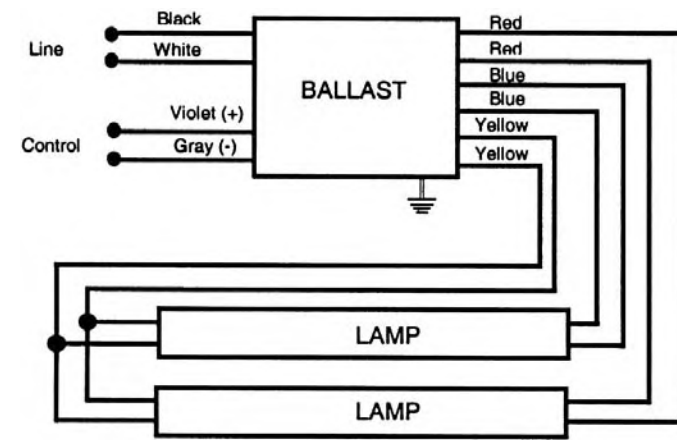 Black
Line
White
Violet (+)
Control
Gray (-)
BALLAST
Red
Red
Blue
Blue
Yellow
Yellow
LAMP
LAMP